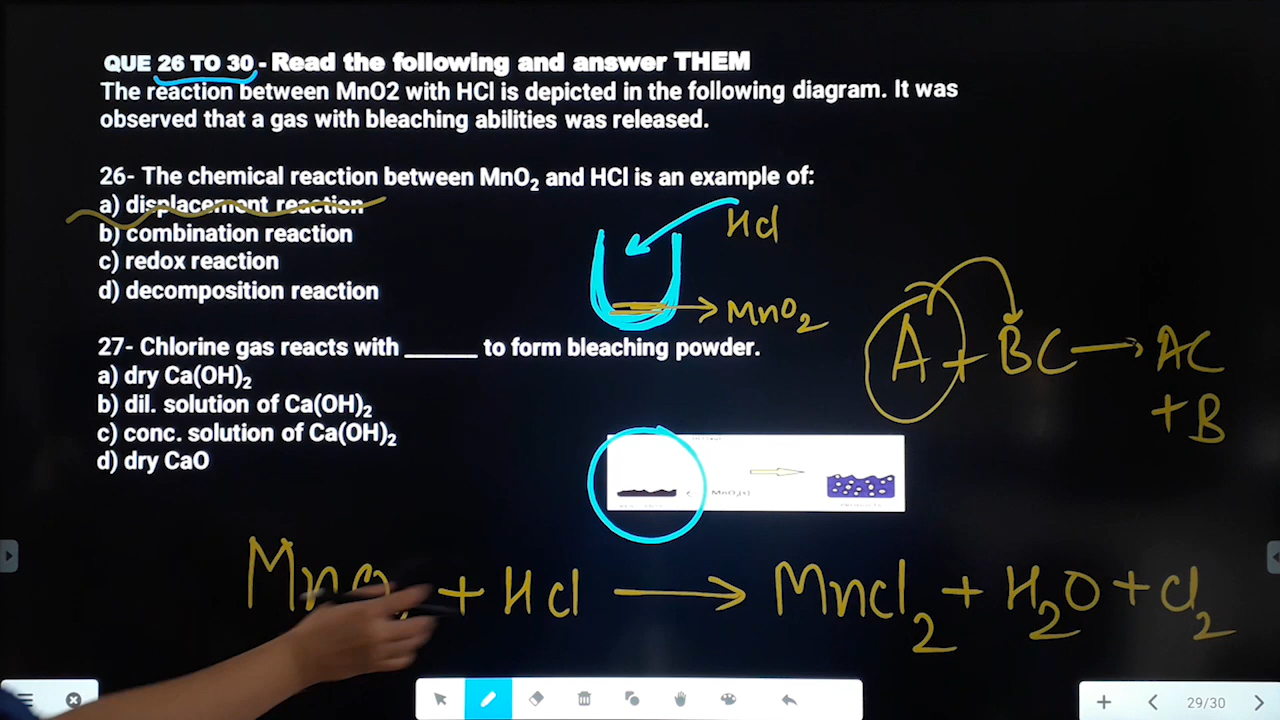 QUE 26 TO 30 - Read the following and answer THEM
The reaction between MnO2 with HCl is depicted in the following diagram. It was
observed that a gas with bleaching abilities was released.
26- The chemical reaction between MnO₂ and HCl is an example of:
a) displacement reaction
b) combination reaction
c) redox reaction
d) decomposition reaction
HCl
MnO₂
A + BC → AC
+ B
27- Chlorine gas reacts with ______ to form bleaching powder.
a) dry Ca(OH)₂
b) dil. solution of Ca(OH)₂
c) conc. solution of Ca(OH)₂
d) dry CaO
MnO₂(s)
MnO₂ + HCl → MnCl₂ + H₂O + Cl₂
29/30